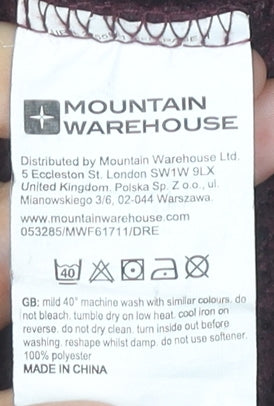 MOUNTAIN
WAREHOUSE
Distributed by Mountain Warehouse Ltd.
5 Eccleston St. London SW1W 9LX
United Kingdom. Polska Sp. Z o.o., ul.
Mianowskiego 3/6, 02-044 Warszawa.
www.mountainwarehouse.com
053285/MWF61711/DRE
40
GB: mild 40° machine wash with similar colours. do
not bleach. tumble dry on low heat. cool iron on
reverse. do not dry clean. turn inside out before
washing. reshape whilst damp. do not use softener.
100% polyester
MADE IN CHINA